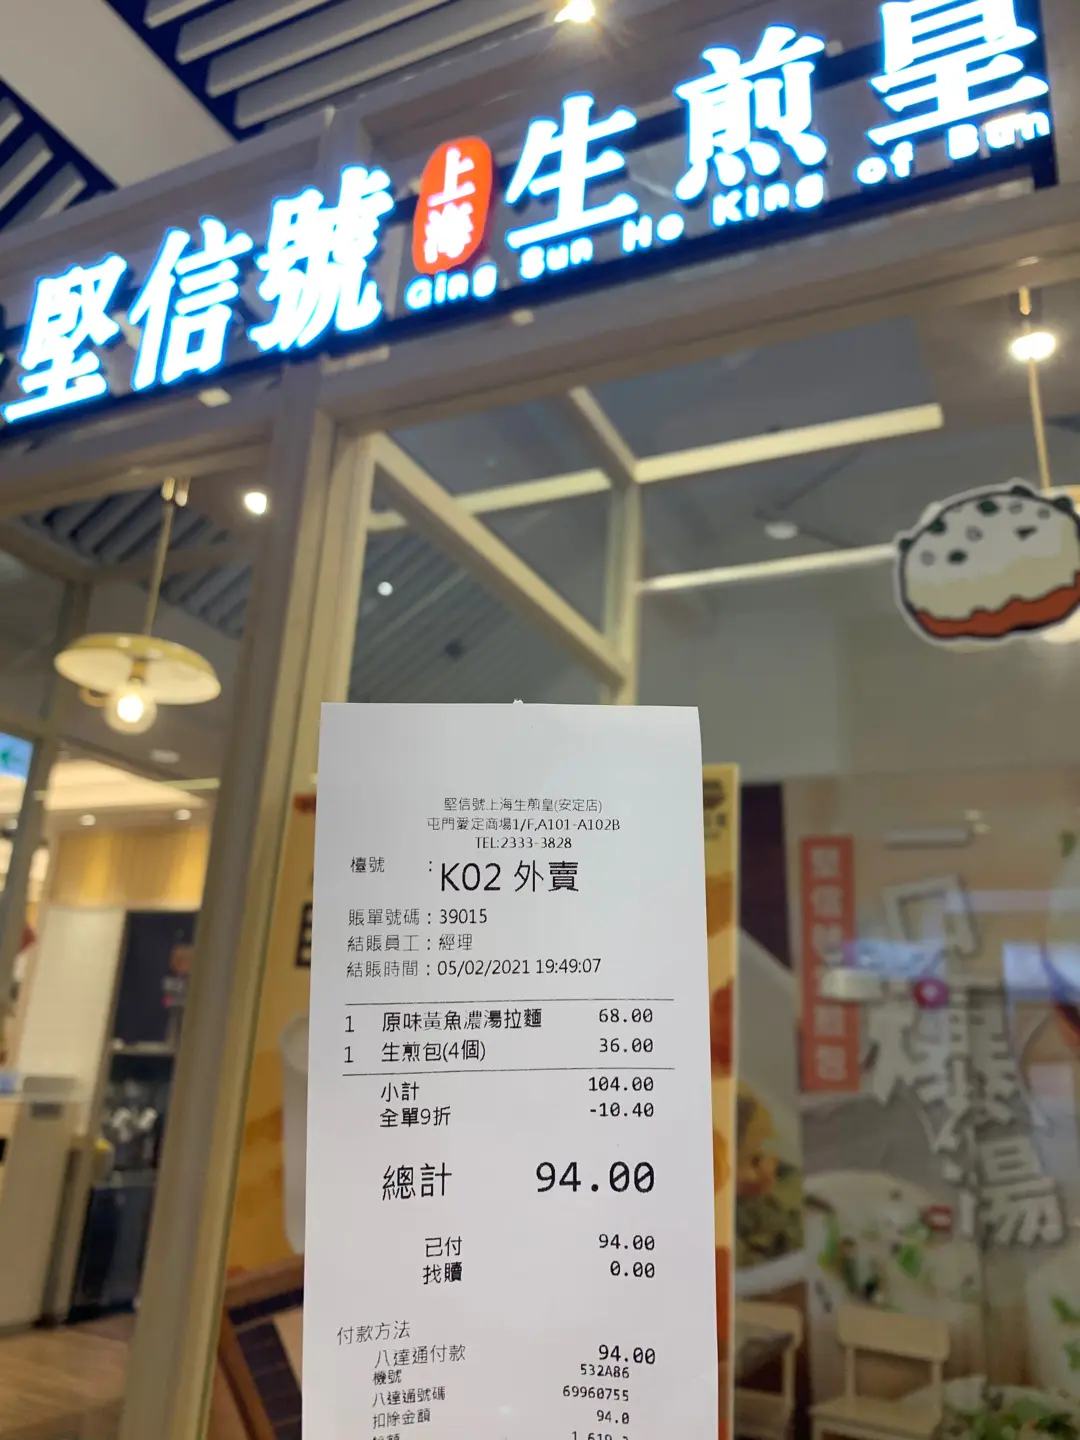 堅信號上海生煎皇
Qing Sun Ho King of Bun
堅信號上海生煎皇(安定店)
屯門愛定商場1/F,A101-A102B
TEL:2333-3828
檯號 : K02 外賣
賬單號碼 : 39015
結賬員工 : 經理
結賬時間 : 05/02/2021 19:49:07
1 原味黃魚濃湯拉麵 68.00
1 生煎包(4個) 36.00
小計 104.00
全單9折 -10.40
總計 94.00
已付 94.00
找贖 0.00
付款方法
八達通付款 94.00
機號 532A86
八達通號碼 69960755
扣除金額 94.0